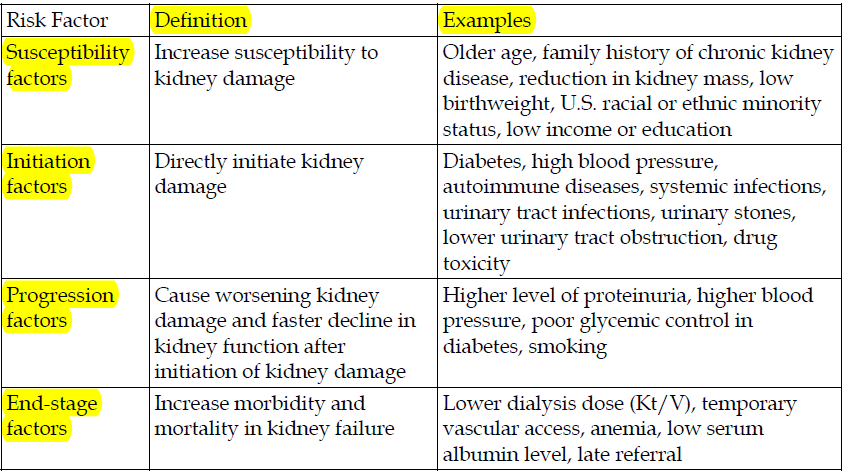 Risk Factor Definition Examples
Susceptibility factors
Increase susceptibility to
kidney damage
Older age, family history of chronic kidney
disease, reduction in kidney mass, low
birthweight, U.S. racial or ethnic minority
status, low income or education
Initiation
factors
Directly initiate kidney
damage
Diabetes, high blood pressure,
autoimmune diseases, systemic infections,
urinary tract infections, urinary stones,
lower urinary tract obstruction, drug
toxicity
Progression
factors
Cause worsening kidney
damage and faster decline in
kidney function after
initiation of kidney damage
Higher level of proteinuria, higher blood
pressure, poor glycemic control in
diabetes, smoking
End-stage
factors
Increase morbidity and
mortality in kidney failure
Lower dialysis dose (Kt/V), temporary
vascular access, anemia, low serum
albumin level, late referral